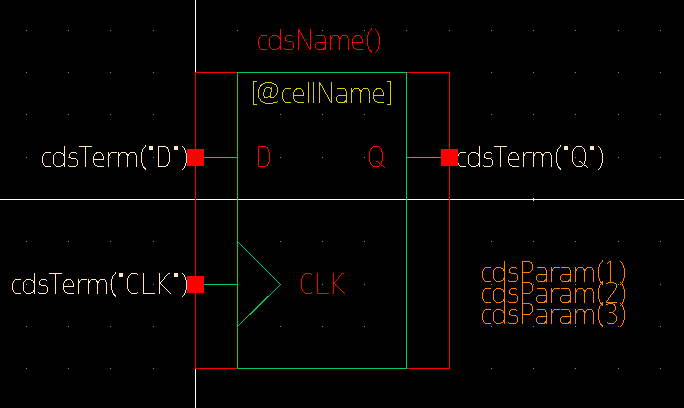 cdsName()
[@cellName]
cdsTerm("D")
D
Q
cdsTerm("Q")
cdsTerm("CLK")
CLK
cdsParam(1)
cdsParam(2)
cdsParam(3)